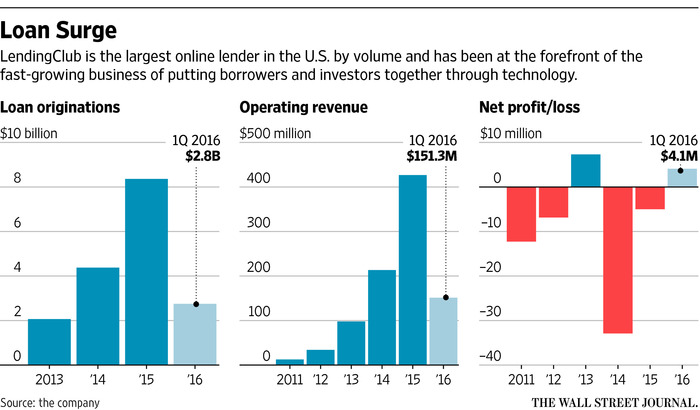 Loan Surge
LendingClub is the largest online lender in the U.S. by volume and has been at the forefront of the
fast-growing business of putting borrowers and investors together through technology.
Loan originations
$10 billion
1Q 2016
$2.8B
8
6
4
2
0
2013 ’14 ’15 ’16
Operating revenue
$500 million
1Q 2016
$151.3M
400
300
200
100
0
2011 ’12 ’13 ’14 ’15 ’16
Net profit/loss
$10 million
1Q 2016
$4.1M
0
–10
–20
–30
–40
2011 ’12 ’13 ’14 ’15 ’16
Source: the company
THE WALL STREET JOURNAL.